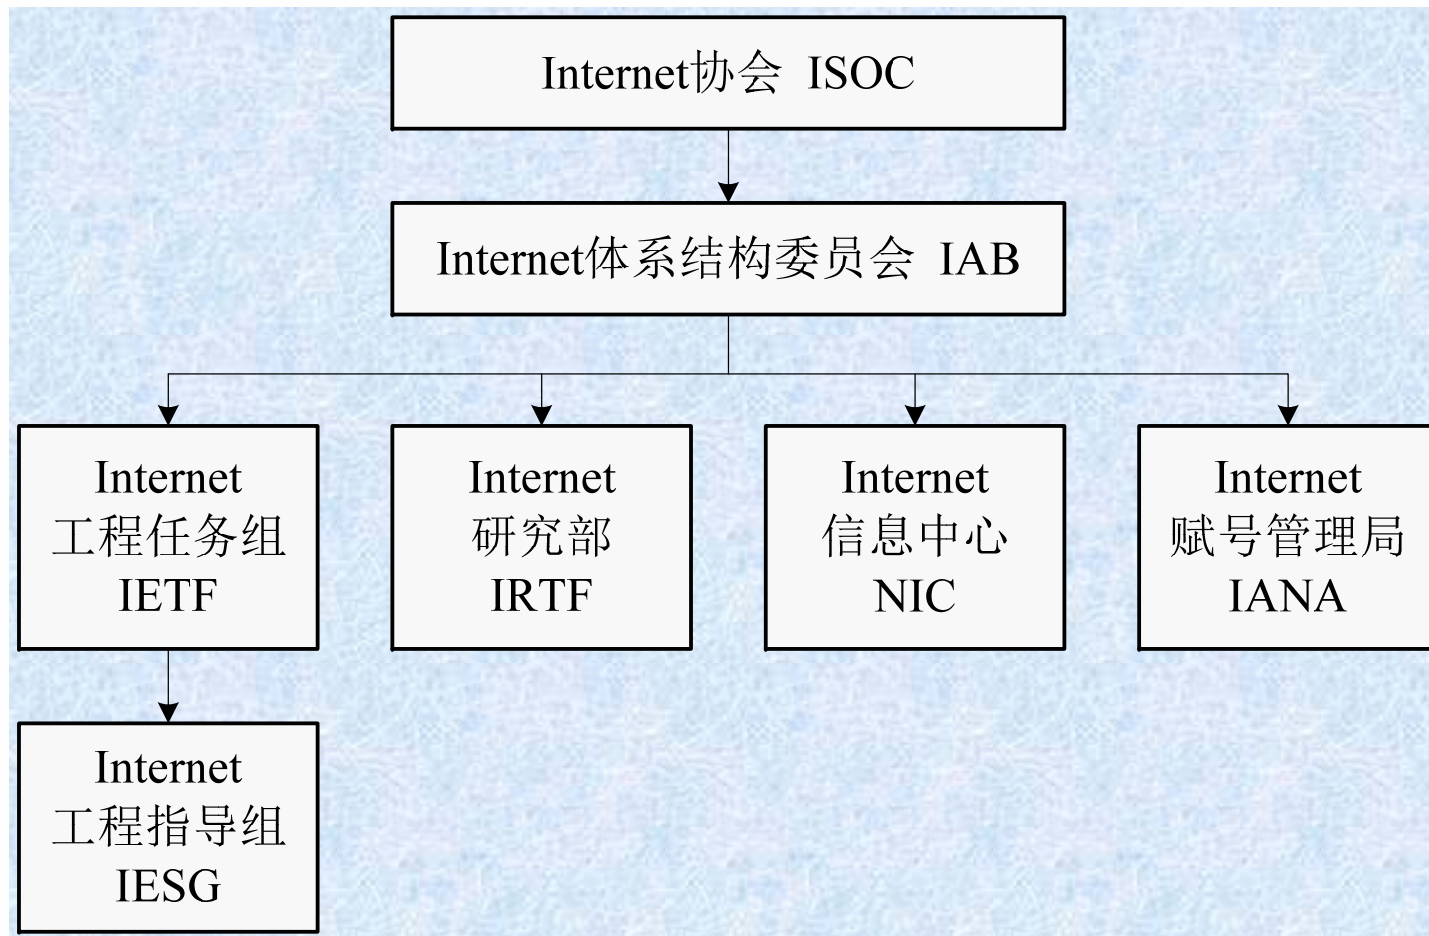 Internet协会 ISOC
Internet体系结构委员会 IAB
Internet
工程任务组
IETF
Internet
研究部
IRTF
Internet
信息中心
NIC
Internet
赋号管理局
IANA
Internet
工程指导组
IESG